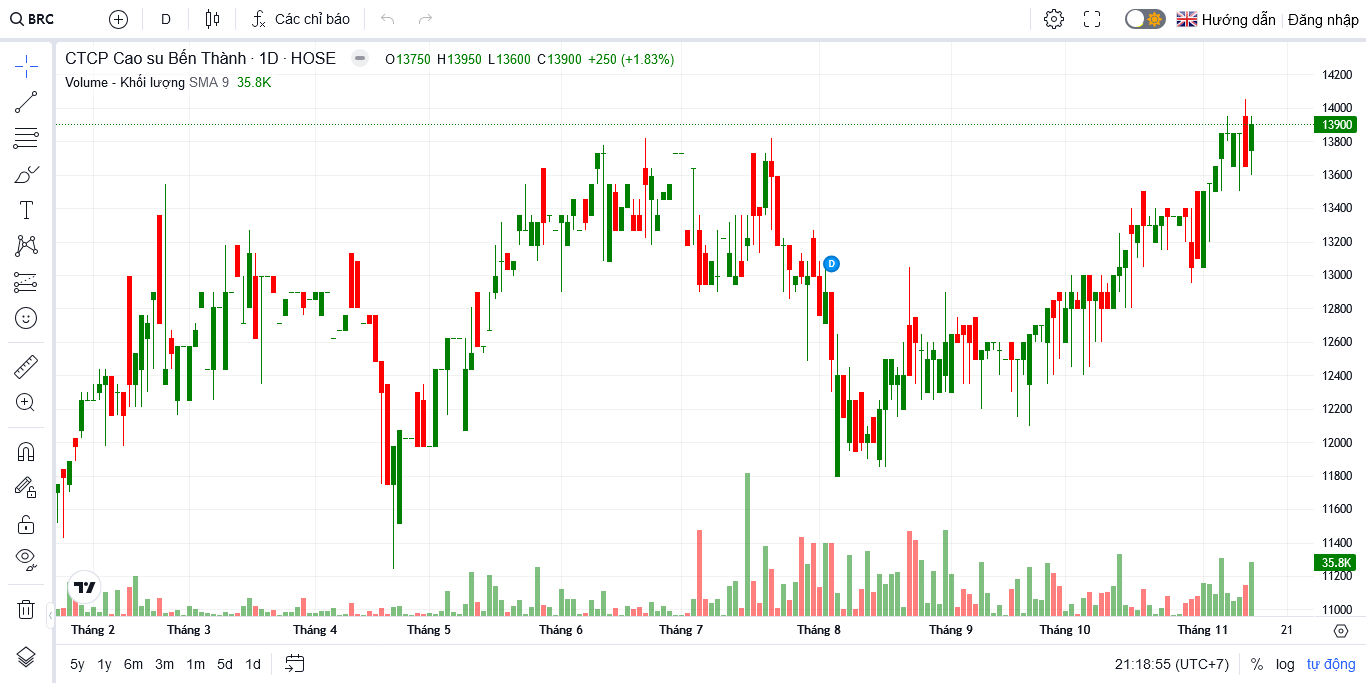 BRC D Các chỉ báo Hướng dẫn Đăng nhập
CTCP Cao su Bến Thành · 1D · HOSE O13750 H13950 L13600 C13900 +250 (+1.83%)
Volume - Khối lượng SMA 9 35.8K
14200
14000
13900
13800
13600
13400
13200
13000
12800
12600
12400
12200
12000
11800
11600
11400
35.8K
11200
11000
D
T
Tháng 2 Tháng 3 Tháng 4 Tháng 5 Tháng 6 Tháng 7 Tháng 8 Tháng 9 Tháng 10 Tháng 11 21
5y 1y 6m 3m 1m 5d 1d 21:18:55 (UTC+7) % log tự động